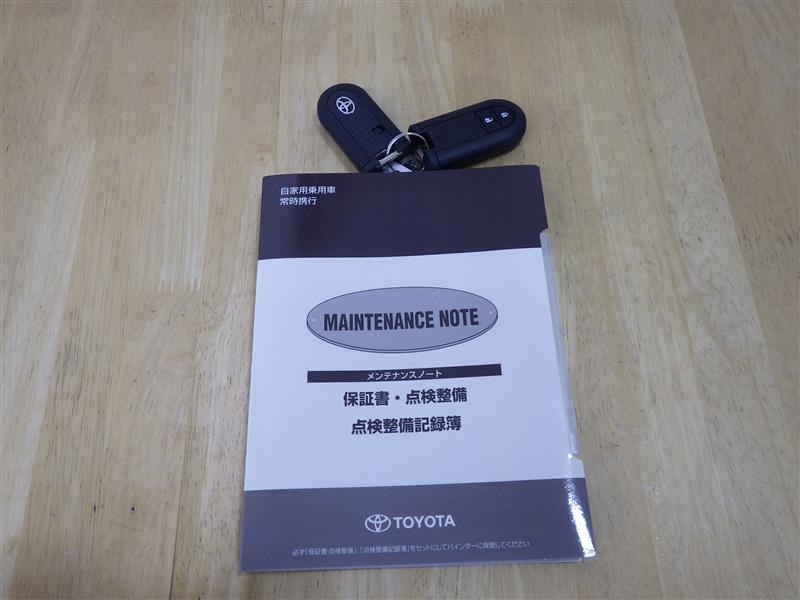 自家用乗用車
常時携行
MAINTENANCE NOTE
メンテナンスノート
保証書・点検整備
点検整備記録簿
TOYOTA
必ず「保証書・点検整備」、「点検整備記録簿」をセットにしてバインダーに保管してください